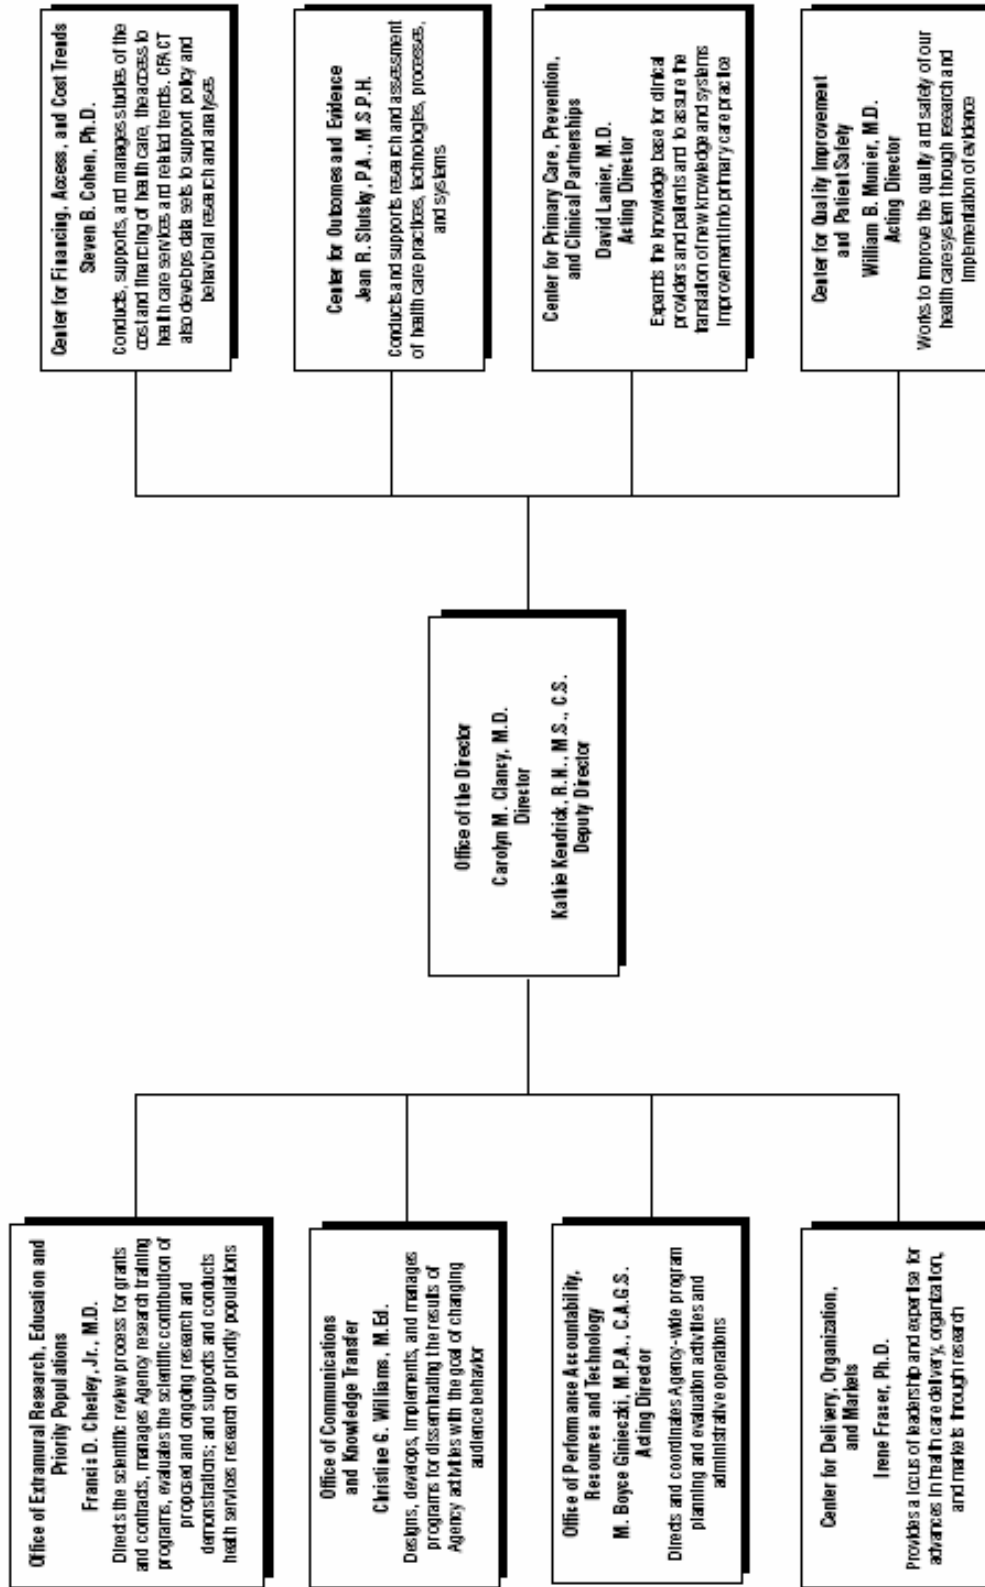 Office of Extramural Research, Education and
Priority Populations
Francis D. Chesley, Jr., M.D.
Directs the scientific review process for grants
and contracts, manages Agency research training
programs, evaluates the scientific contribution of
proposed and ongoing research and
demonstrations; and supports and conducts
heath services research on priority populations
Office of Communications
and Knowledge Transfer
Christine G. Williams, M.Ed.
Designs, develops, implements, and manages
programs for disseminating the results of
Agency activities with the goal of changing
audience behavior
Office of Performance Accountability,
Resources and Technology
M. Boyce Ginieczki, M.P.A., C.A.G.S.
Acting Director
Directs and coordinates Agency-wide program
planning and evaluation activities and
administrative operations
Center for Delivery, Organization,
and Markets
Irene Fraser, Ph.D.
Provides a locus of leadership and expertise for
advances in health care delivery, organization,
and markets through research
Office of the Director
Carolyn M. Clancy, M.D.
Director
Kathie Kendrick, R.N., M.S., C.S.
Deputy Director
Center for Financing, Access, and Cost Trends
Steven B. Cohen, Ph.D.
Conducts, supports, and manages studies of the
cost and financing of health care, the access to
health care services and related trends. CFACT
also develops data sets to support policy and
behavioral research and analyses
Center for Outcomes and Evidence
Jean R. Slutsky, P.A., M.S.P.H.
Conducts and supports research and assessment
of health care practices, technologies, processes,
and systems
Center for Primary Care, Prevention,
and Clinical Partnerships
David Lanier, M.D.
Acting Director
Expands the knowledge base for clinical
providers and patients and to assure the
translation of new knowledge and systems
improvement into primary care practice
Center for Quality Improvement
and Patient Safety
William B. Munier, M.D.
Acting Director
Works to improve the quality and safety of our
health care system through research and
implementation of evidence